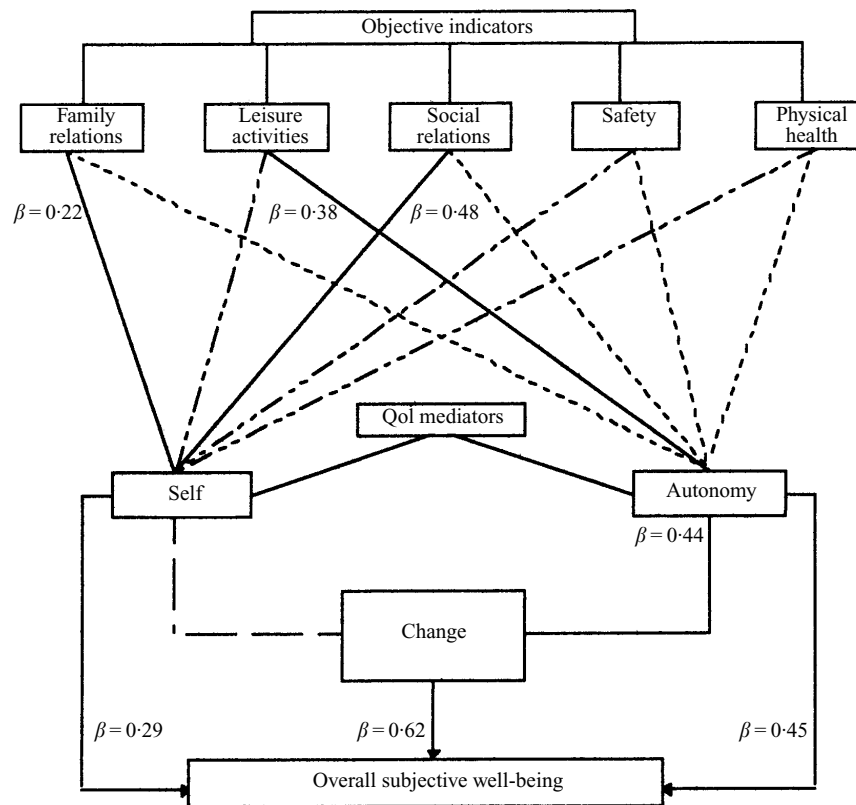 Objective indicators
Family relations
Leisure activities
Social relations
Safety
Physical health
β = 0·22
β = 0·38
β = 0·48
Qol mediators
Self
Autonomy
β = 0·44
Change
β = 0·29
β = 0·62
β = 0·45
Overall subjective well-being